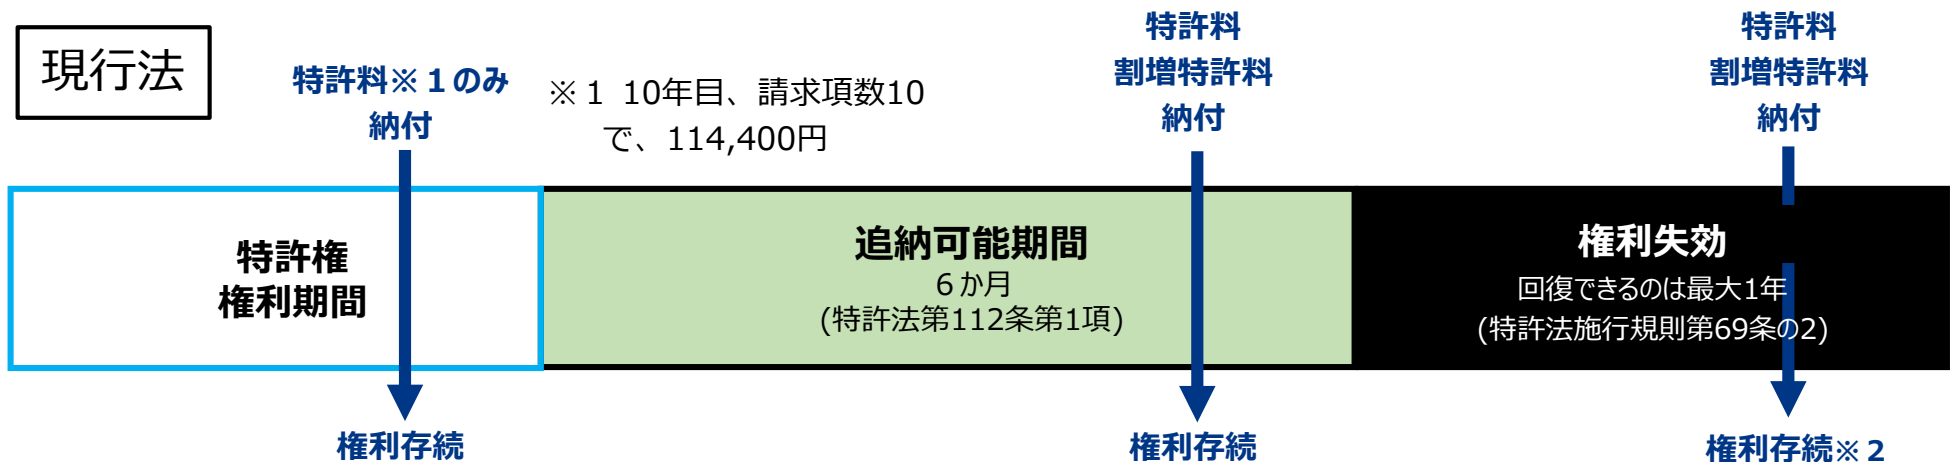 現行法
特許料※１のみ
納付
※１ 10年目、請求項数10
で、114,400円
特許料
割増特許料
納付
特許料
割増特許料
納付
特許権
権利期間
追納可能期間
６か月
(特許法第112条第1項)
権利失効
回復できるのは最大1年
(特許法施行規則第69条の2)
権利存続
権利存続
権利存続※２